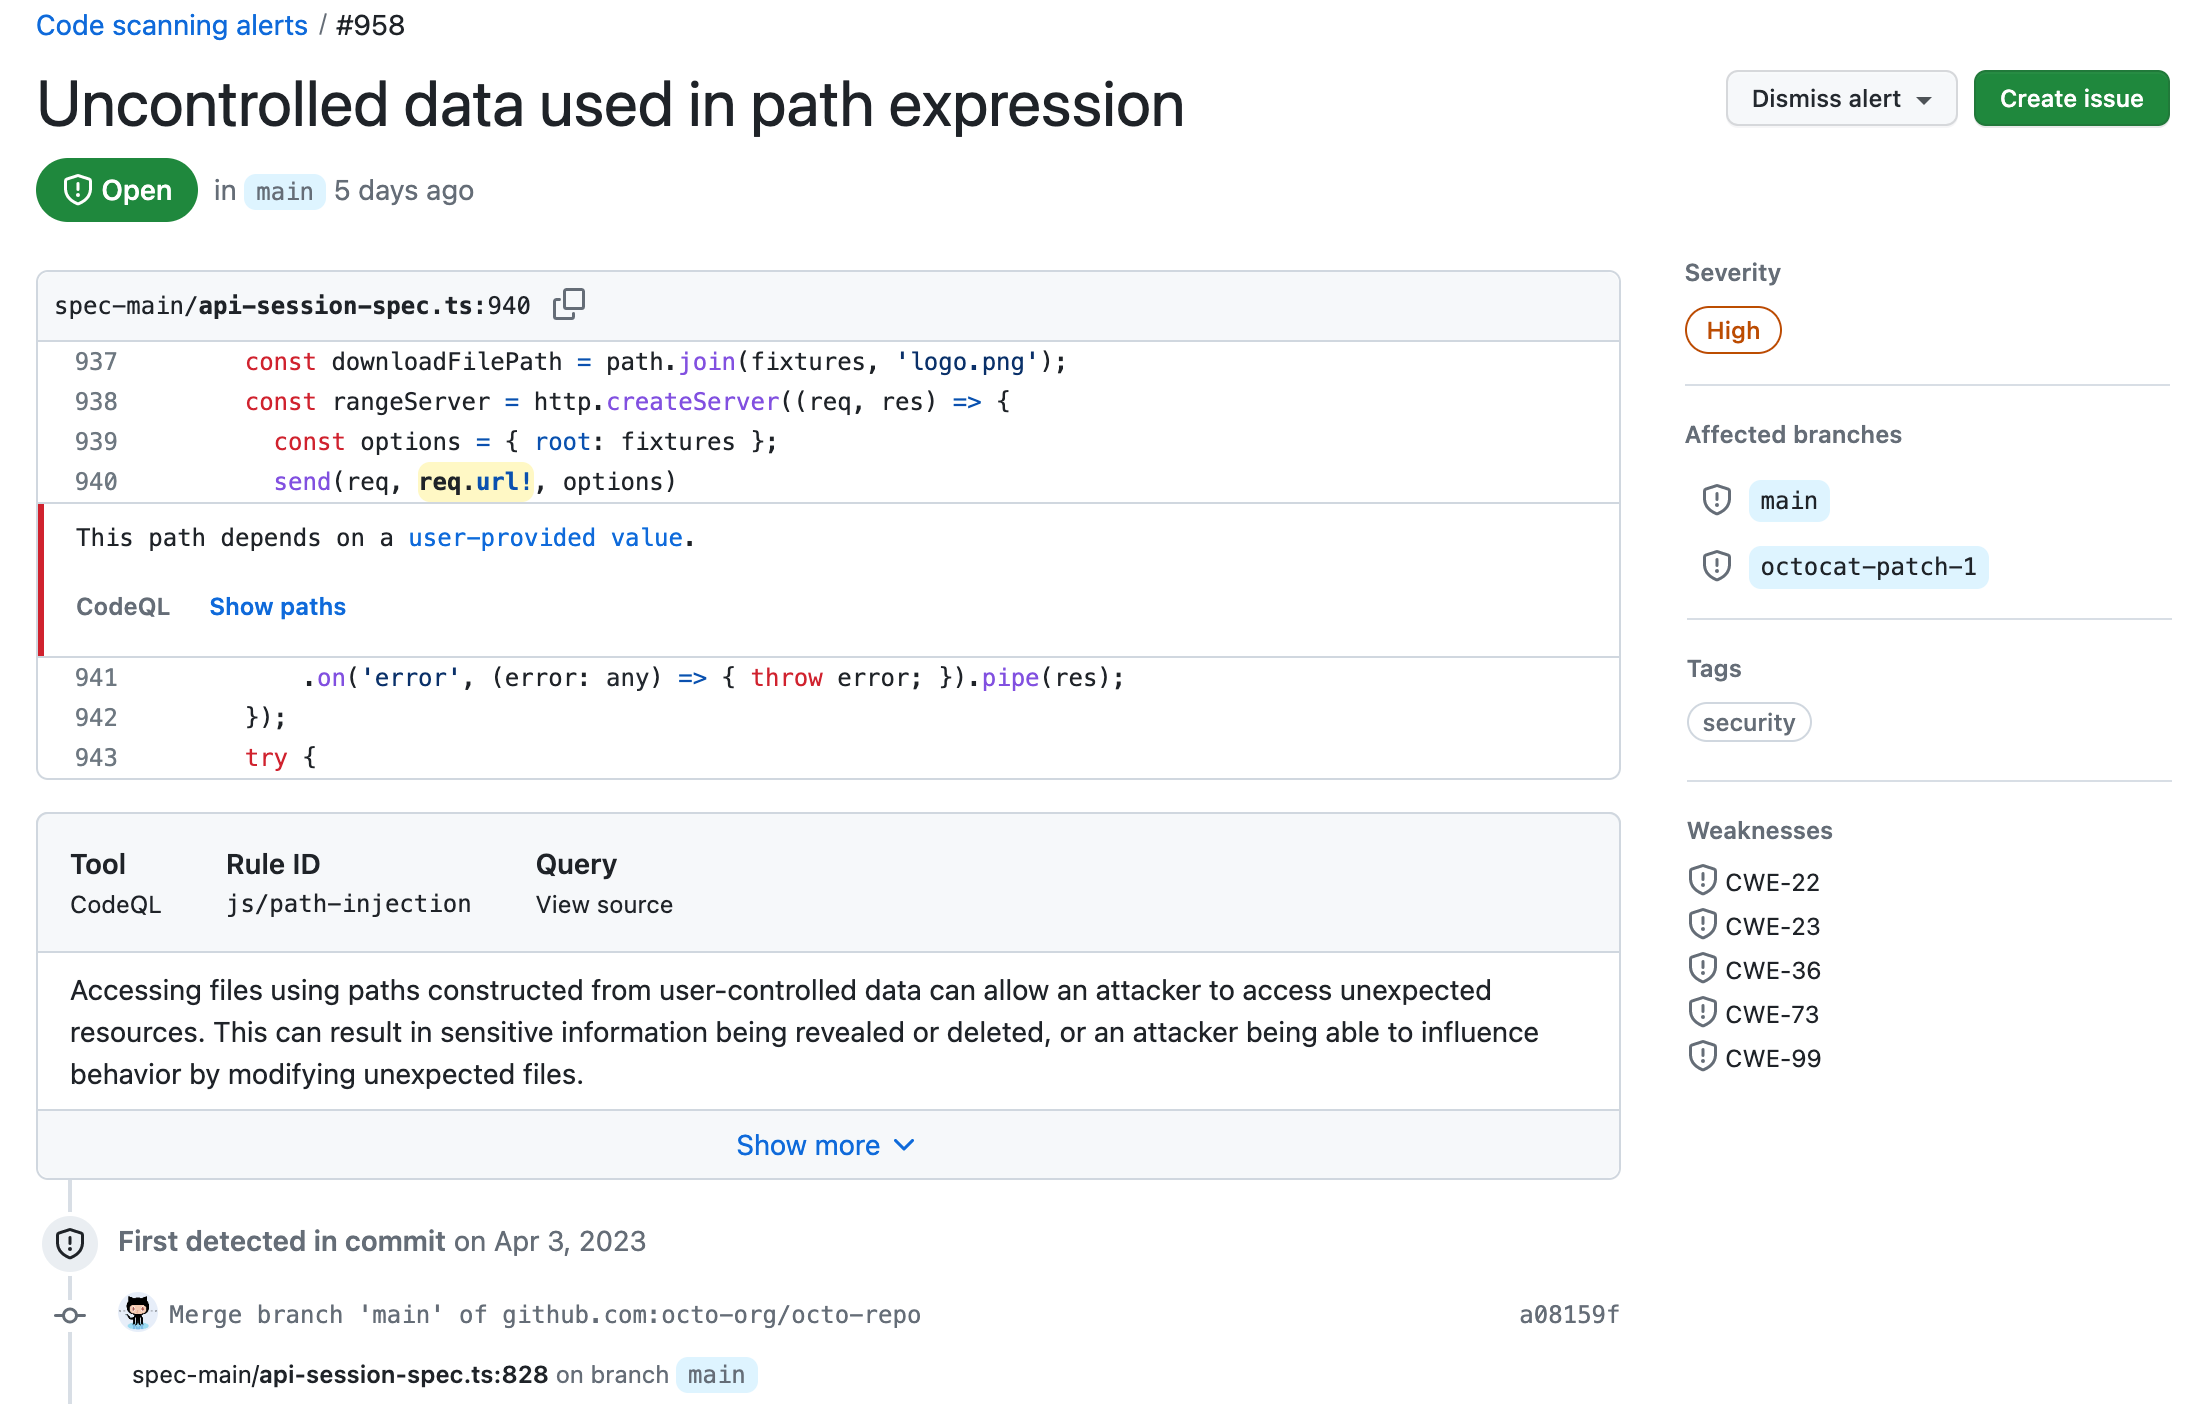 Code scanning alerts / #958
Uncontrolled data used in path expression
Dismiss alert
Create issue
Open in main 5 days ago
spec-main/api-session-spec.ts:940
937 const downloadFilePath = path.join(fixtures, 'logo.png');
938 const rangeServer = http.createServer((req, res) => {
939 const options = { root: fixtures };
940 send(req, req.url!, options)
This path depends on a user-provided value.
CodeQL Show paths
941 .on('error', (error: any) => { throw error; }).pipe(res);
942 });
943 try {
Tool Rule ID Query
CodeQL js/path-injection View source
Accessing files using paths constructed from user-controlled data can allow an attacker to access unexpected
resources. This can result in sensitive information being revealed or deleted, or an attacker being able to influence
behavior by modifying unexpected files.
Show more
First detected in commit on Apr 3, 2023
Merge branch 'main' of github.com:octo-org/octo-repo a08159f
spec-main/api-session-spec.ts:828 on branch main
Severity
High
Affected branches
main
octocat-patch-1
Tags
security
Weaknesses
CWE-22
CWE-23
CWE-36
CWE-73
CWE-99